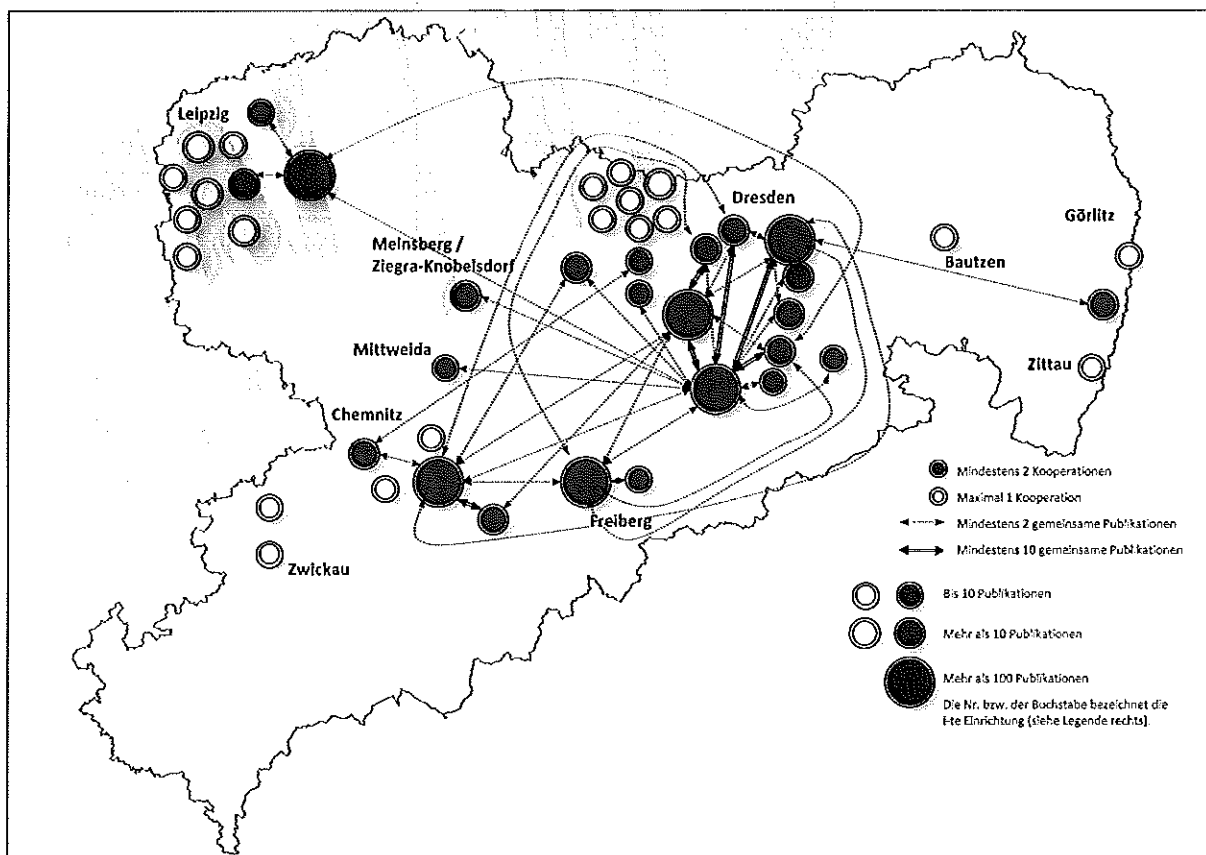 Leipzig
Dresden
Görlitz
Meinsberg /
Ziegra-Knobelsdorf
Bautzen
Mittweida
Zittau
Chemnitz
Freiberg
Zwickau
Mindestens 2 Kooperationen
Maximal 1 Kooperation
Mindestens 2 gemeinsame Publikationen
Mindestens 10 gemeinsame Publikationen
Bis 10 Publikationen
Mehr als 10 Publikationen
Mehr als 100 Publikationen
Die Nr. bzw. der Buchstabe bezeichnet die
Einrichtung (siehe Legende rechts).